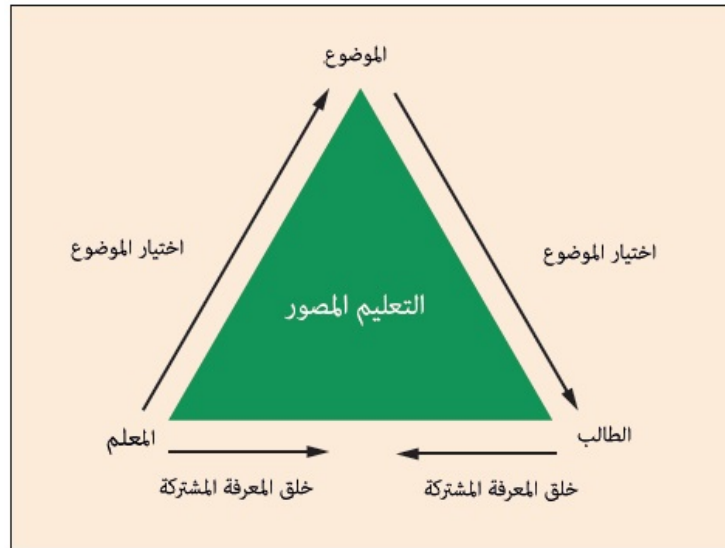 الموضوع
اختيار الموضوع
اختيار الموضوع
التعليم المصور
الطالب
المعلم
خلق المعرفة المشتركة
خلق المعرفة المشتركة